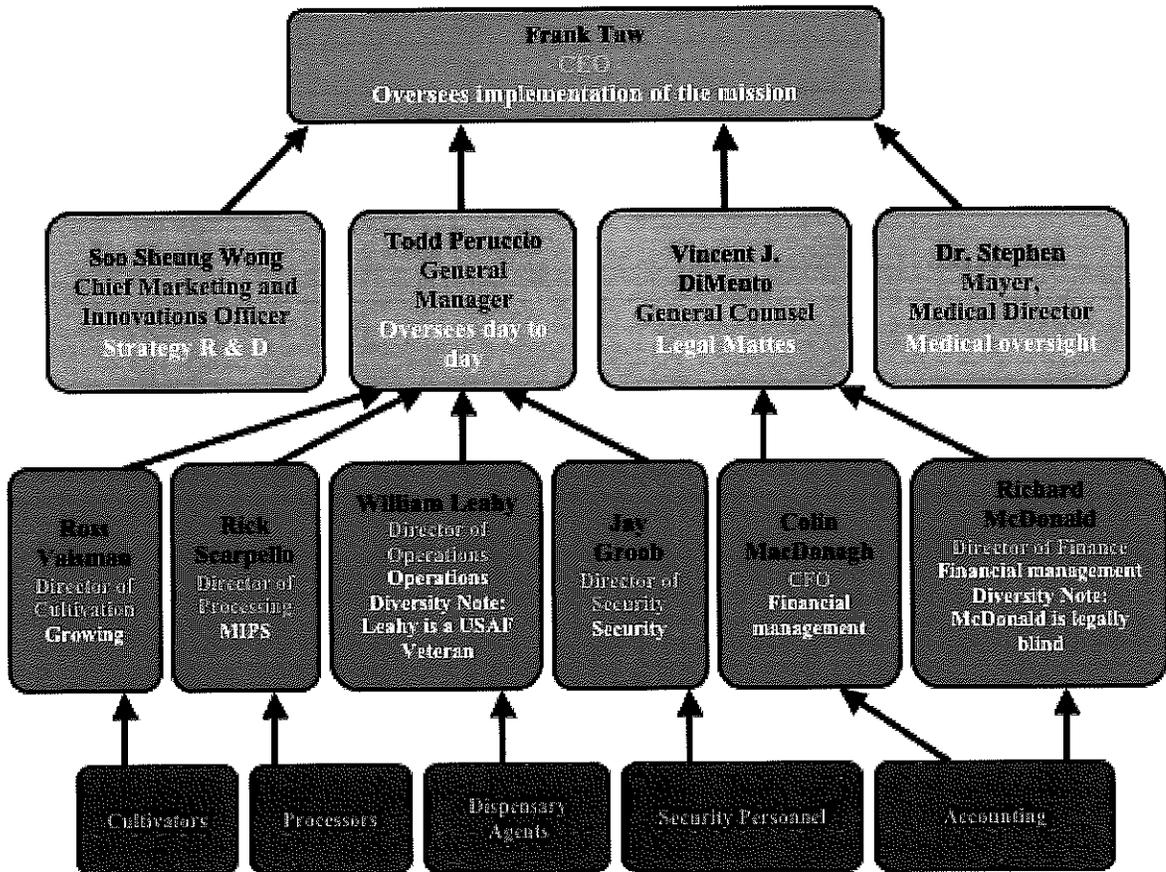 Frank Taw
CEO
Oversees implementation of the mission
Soo Sheung Wong
Chief Marketing and
Innovations Officer
Strategy R & D
Todd Peruccio
General
Manager
Oversees day to
day
Vincent J.
DiMento
General Counsel
Legal Mattes
Dr. Stephen
Mayer,
Medical Director
Medical oversight
Ross
Vaisman
Director of
Cultivation
Growing
Rick
Scarpello
Director of
Processing
MIPS
William Leahy
Director of
Operations
Operations
Diversity Note:
Leahy is a USAF
Veteran
Jay
Groob
Director of
Security
Security
Colin
MacDonagh
CFO
Financial
management
Richard
McDonald
Director of Finance
Financial management
Diversity Note:
McDonald is legally
blind
Cultivators
Processors
Dispensary
Agents
Security Personnel
Accounting